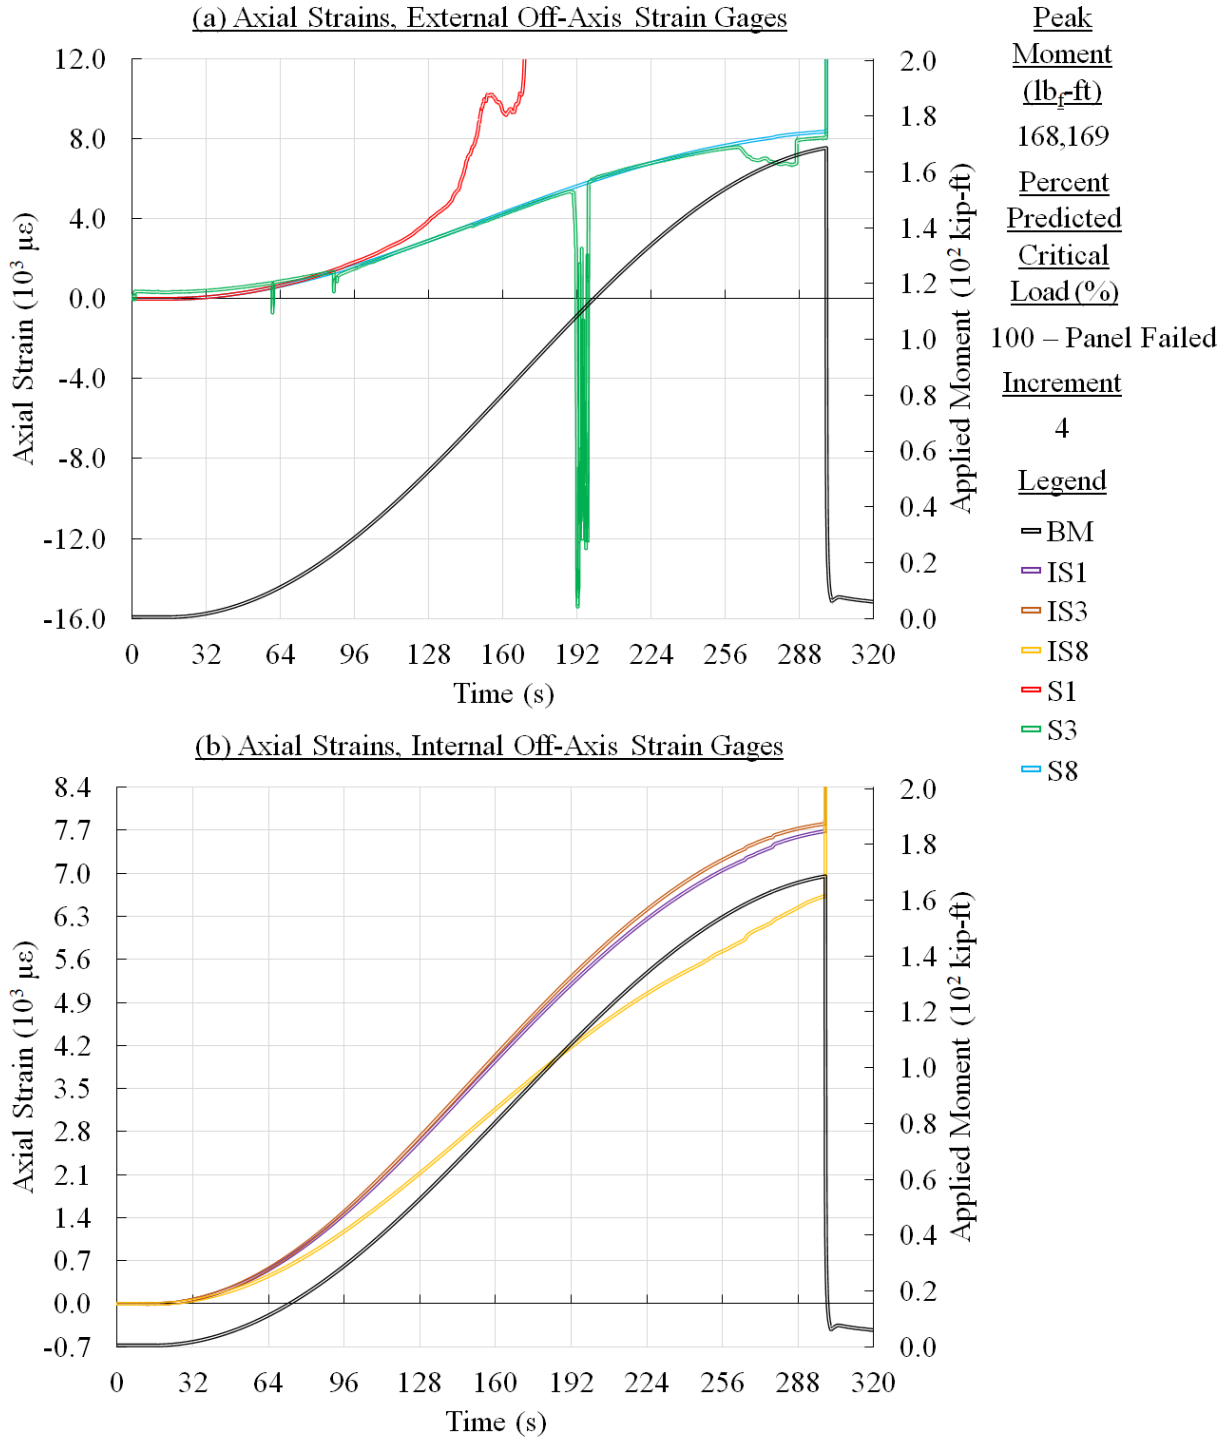 (a) Axial Strains, External Off-Axis Strain Gages
12.0
8.0
4.0
0.0
-4.0
-8.0
-12.0
-16.0
Axial Strain (10³ µε)
2.0
1.8
1.6
1.4
1.2
1.0
0.8
0.6
0.4
0.2
0.0
Applied Moment (10² kip-ft)
0 32 64 96 128 160 192 224 256 288 320
Time (s)
Peak
Moment
(lbf-ft)
168,169
Percent
Predicted
Critical
Load (%)
100 – Panel Failed
Increment
4
Legend
BM
IS1
IS3
IS8
S1
S3
S8
(b) Axial Strains, Internal Off-Axis Strain Gages
8.4
7.7
7.0
6.3
5.6
4.9
4.2
3.5
2.8
2.1
1.4
0.7
0.0
-0.7
Axial Strain (10³ µε)
2.0
1.8
1.6
1.4
1.2
1.0
0.8
0.6
0.4
0.2
0.0
Applied Moment (10² kip-ft)
0 32 64 96 128 160 192 224 256 288 320
Time (s)